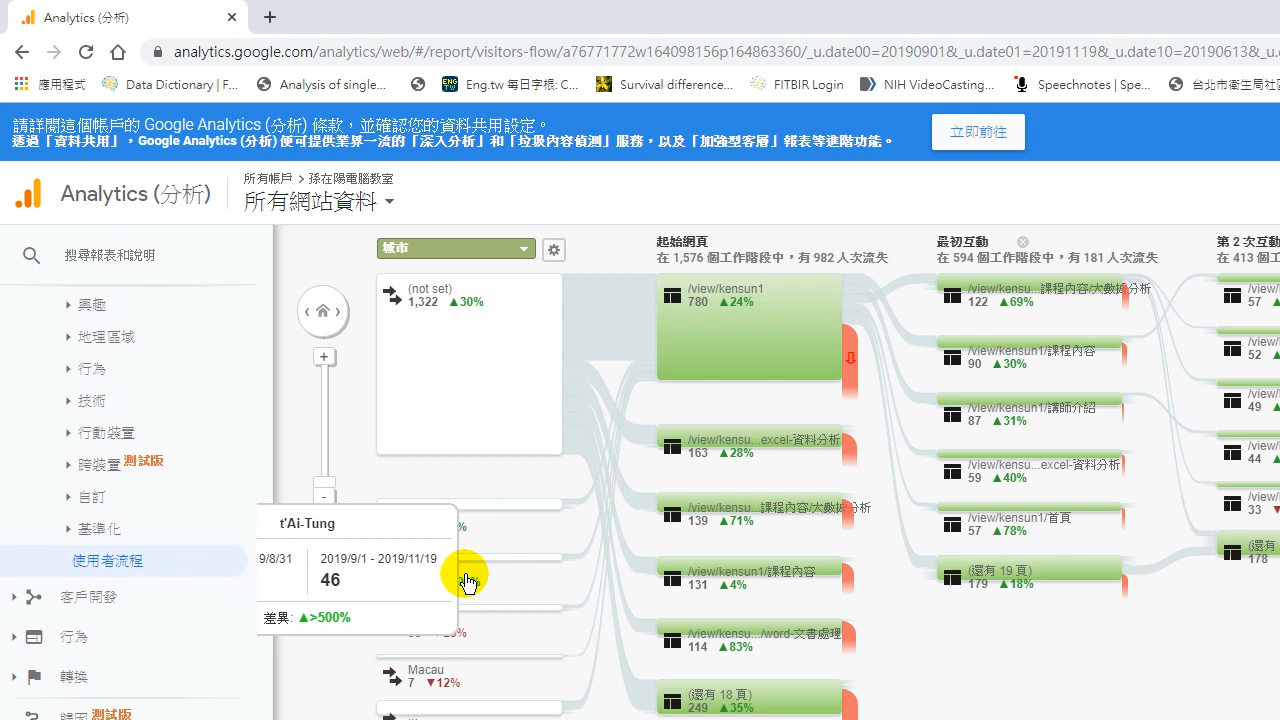 Analytics (分析)
analytics.google.com/analytics/web/#/report/visitors-flow/a76771772w164098156p164863360/_u.date00=20190901&_u.date01=20191119&_u.date10=20190613&_u
應用程式
Data Dictionary | F...
Analysis of single...
Eng.tw 每日字根: C...
Survival difference...
FITBIR Login
NIH VideoCasting...
Speechnotes | Spe...
台北市衛生局社區
請詳閱這個帳戶的 Google Analytics (分析) 條款，並確認您的資料共用設定。
透過「資料共用」，Google Analytics (分析) 便可提供業界一流的「深入分析」和「垃圾內容偵測」服務，以及「加強型客層」報表等進階功能。
立即前往
Analytics (分析)
所有帳戶 > 孫在陽電腦教室
所有網站資料
搜尋報表和說明
興趣
地理區域
行為
技術
行動裝置
跨裝置 測試版
自訂
基準化
使用者流程
客戶開發
行為
轉換
歸因 測試版
城市
(not set)
1,322 ▲30%
t'Ai-Tung
9/8/31
2019/9/1 - 2019/11/19
46
差異: ▲>500%
Macau
7 ▼12%
起始網頁
在 1,576 個工作階段中，有 982 人次流失
/view/kensun1
780 ▲24%
/view/kensu...excel-資料分析
163 ▲28%
/view/kensu...課程內容/大數據分析
139 ▲71%
/view/kensun1/課程內容
131 ▲4%
/view/kensu.../word-文書處理
114 ▲83%
(還有 18 頁)
249 ▲35%
最初互動
在 594 個工作階段中，有 181 人次流失
/view/kensu...課程內容/大數據分析
122 ▲69%
/view/kensun1/課程內容
90 ▲30%
/view/kensun1/講師介紹
87 ▲31%
/view/kensu...excel-資料分析
59 ▲40%
/view/kensun1/首頁
57 ▲78%
(還有 19 頁)
179 ▲18%
第 2 次互動
在 413 個工
/view/
57
/view/k
52
/view/k
49
/view/k
44
/view/k
33
(還有
178